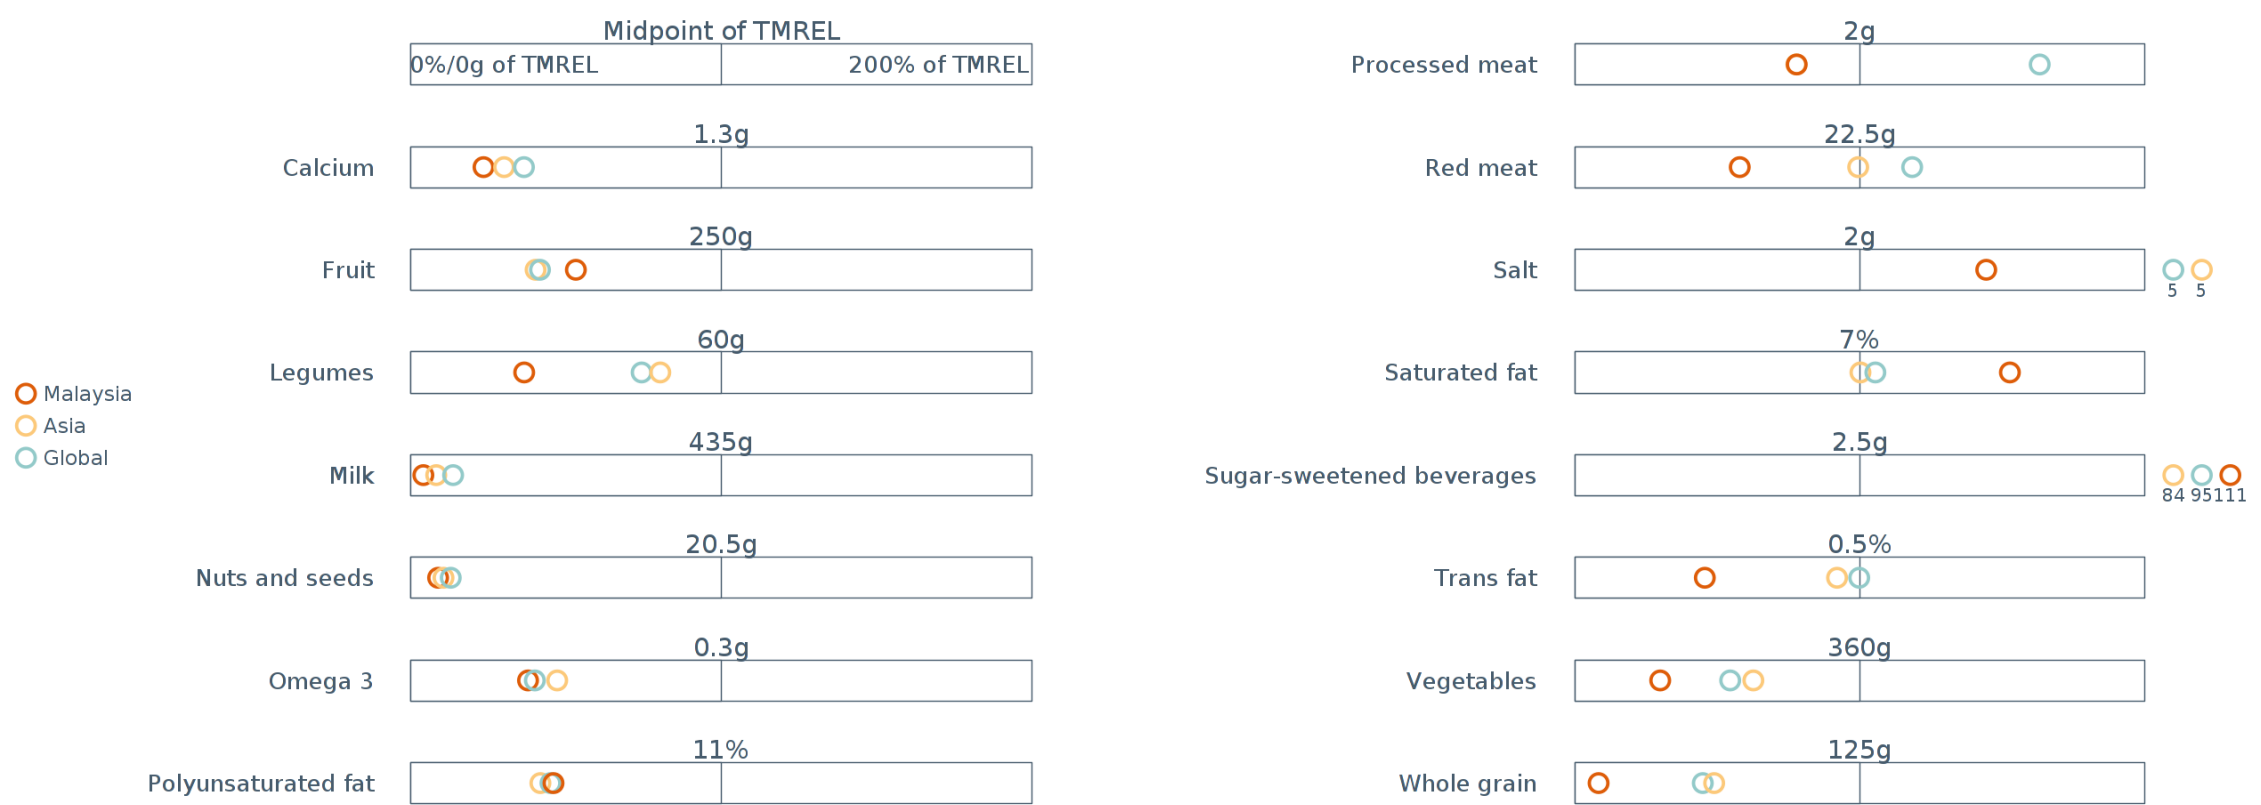 Midpoint of TMREL
0%/0g of TMREL 200% of TMREL
1.3g
Calcium
250g
Fruit
60g
Legumes
435g
Milk
20.5g
Nuts and seeds
0.3g
Omega 3
11%
Polyunsaturated fat
Malaysia
Asia
Global
2g
Processed meat
22.5g
Red meat
2g
Salt
5 5
7%
Saturated fat
2.5g
Sugar-sweetened beverages
84 95 111
0.5%
Trans fat
360g
Vegetables
125g
Whole grain